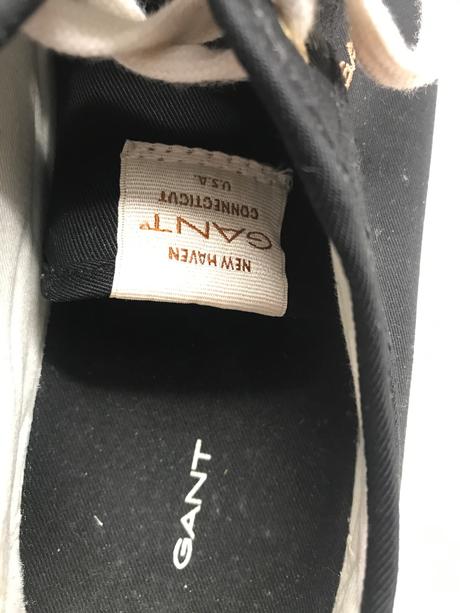 NEW HAVEN
GANT®
CONNECTICUT
U.S.A.
GANT